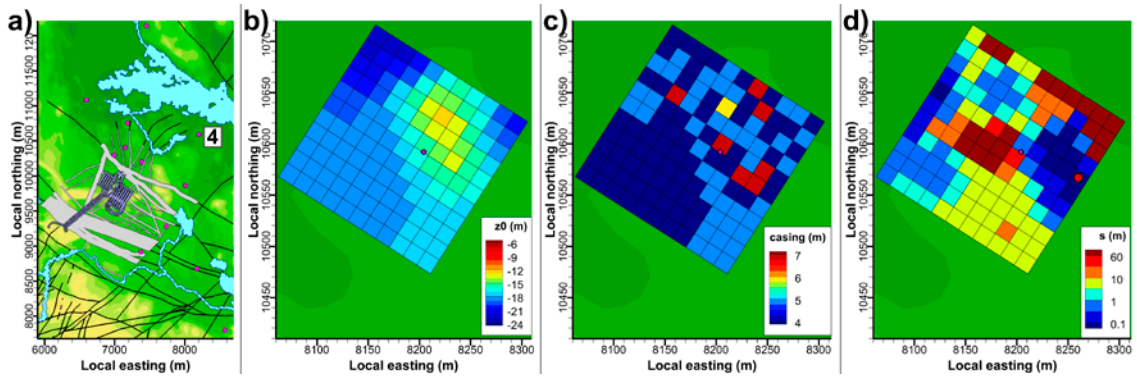 a)
b)
c)
d)
Local northing (m)
8000
8500
9000
9500
10000
10500
11000
11500
120
4
6000 7000 8000
Local easting (m)
Local northing (m)
10450
10500
10550
10600
10650
1070
z0 (m)
-6
-9
-12
-15
-18
-21
-24
8100 8150 8200 8250 8300
Local easting (m)
Local northing (m)
10450
10500
10550
10600
10650
1070
casing (m)
7
6
5
4
8100 8150 8200 8250 8300
Local easting (m)
Local northing (m)
10450
10500
10550
10600
10650
1070
s (m)
60
10
1
0.1
8100 8150 8200 8250 8300
Local easting (m)